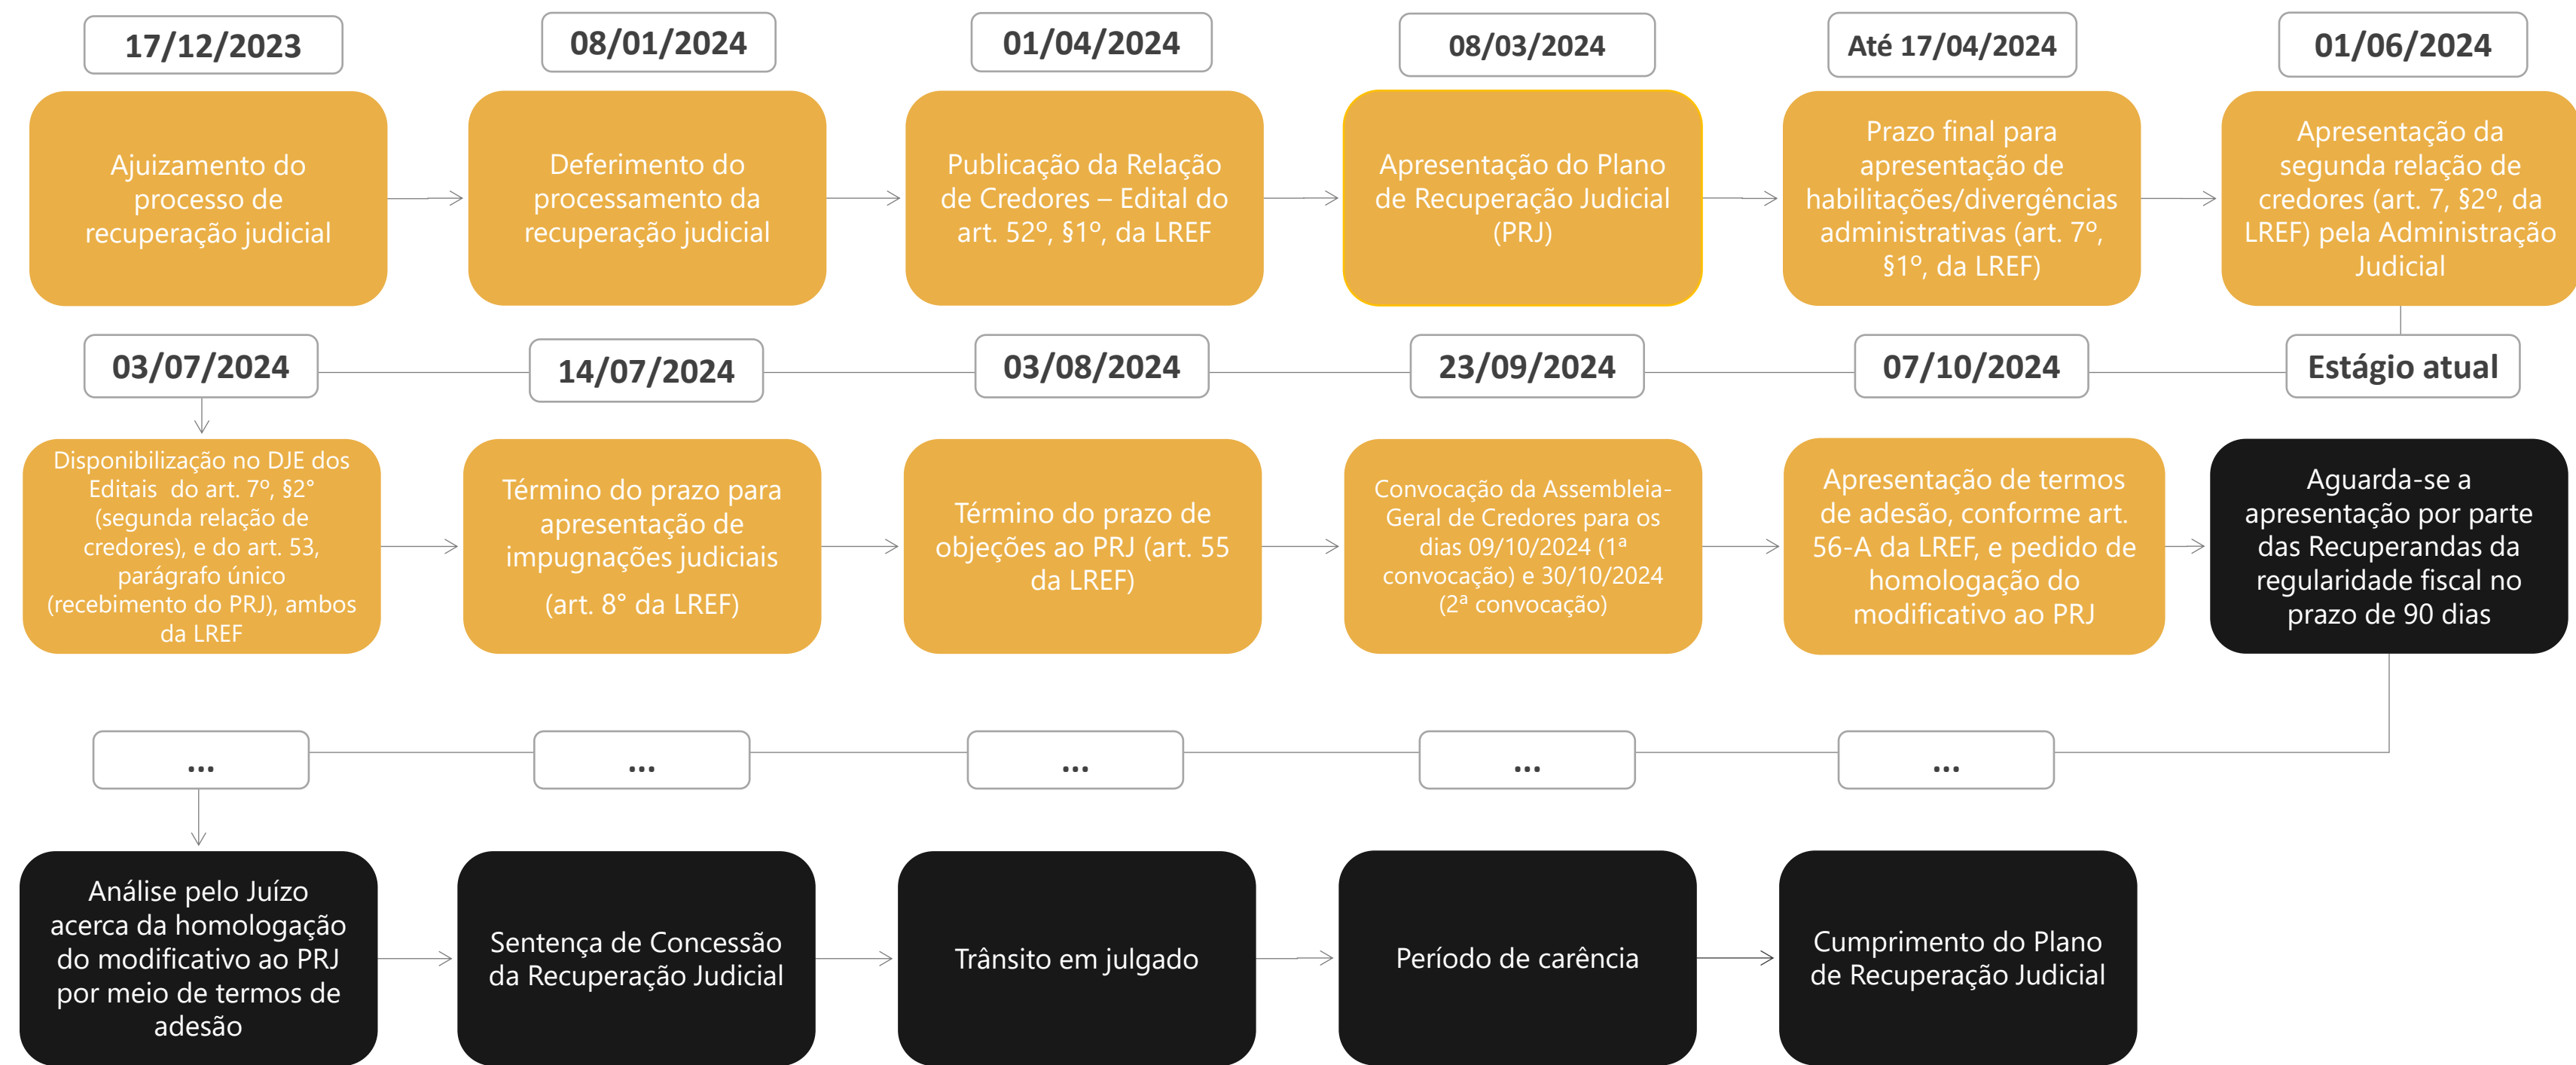 17/12/2023
08/01/2024
01/04/2024
08/03/2024
Até 17/04/2024
01/06/2024
Ajuizamento do
processo de
recuperação judicial
Deferimento do
processamento da
recuperação judicial
Publicação da Relação
de Credores – Edital do
art. 52º, §1º, da LREF
Apresentação do Plano
de Recuperação Judicial
(PRJ)
Prazo final para
apresentação de
habilitações/divergências
administrativas (art. 7º,
§1º, da LREF)
Apresentação da
segunda relação de
credores (art. 7, §2º, da
LREF) pela Administração
Judicial
03/07/2024
14/07/2024
03/08/2024
23/09/2024
07/10/2024
Estágio atual
Disponibilização no DJE dos
Editais do art. 7º, §2°
(segunda relação de
credores), e do art. 53,
parágrafo único
(recebimento do PRJ), ambos
da LREF
Término do prazo para
apresentação de
impugnações judiciais
(art. 8° da LREF)
Término do prazo de
objeções ao PRJ (art. 55
da LREF)
Convocação da Assembleia-
Geral de Credores para os
dias 09/10/2024 (1ª
convocação) e 30/10/2024
(2ª convocação)
Apresentação de termos
de adesão, conforme art.
56-A da LREF, e pedido de
homologação do
modificativo ao PRJ
Aguarda-se a
apresentação por parte
das Recuperandas da
regularidade fiscal no
prazo de 90 dias
...
...
...
...
...
Análise pelo Juízo
acerca da homologação
do modificativo ao PRJ
por meio de termos de
adesão
Sentença de Concessão
da Recuperação Judicial
Trânsito em julgado
Período de carência
Cumprimento do Plano
de Recuperação Judicial